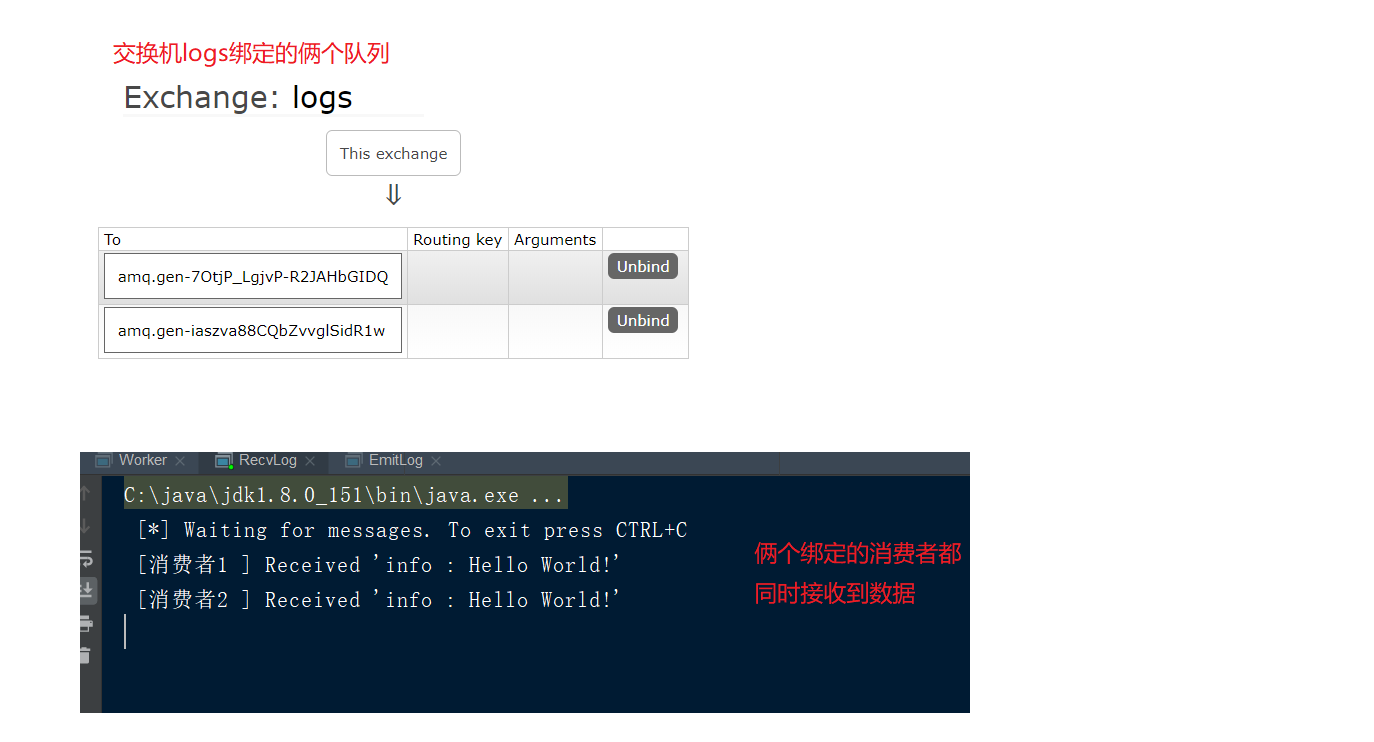 交换机logs绑定的俩个队列
Exchange: logs
This exchange
⇓
To Routing key Arguments
amq.gen-7OtjP_LgjvP-R2JAHbGIDQ Unbind
amq.gen-iaszva88CQbZvvglSidR1w Unbind
Worker RecvLog EmitLog
C:\java\jdk1.8.0_151\bin\java.exe ...
[*] Waiting for messages. To exit press CTRL+C
[消费者1 ] Received 'info : Hello World!'
[消费者2 ] Received 'info : Hello World!'
俩个绑定的消费者都
同时接收到数据